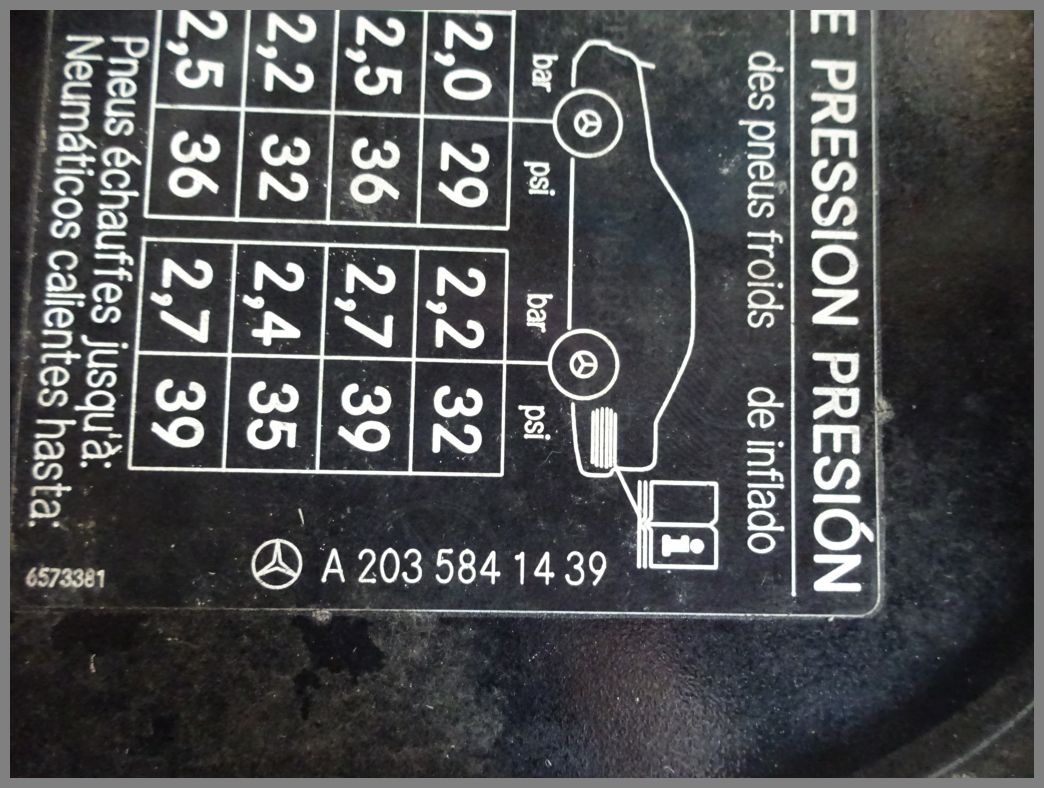 E PRESSION PRESIÓN
des pneus froids de inflado
i
bar psi bar psi
2,0 29 2,2 32
2,5 36 2,7 39
2,2 32 2,4 35
2,5 36 2,7 39
Pneus échauffes jusqu'à:
Neumáticos calientes hasta:
A 203 584 14 39
6573381